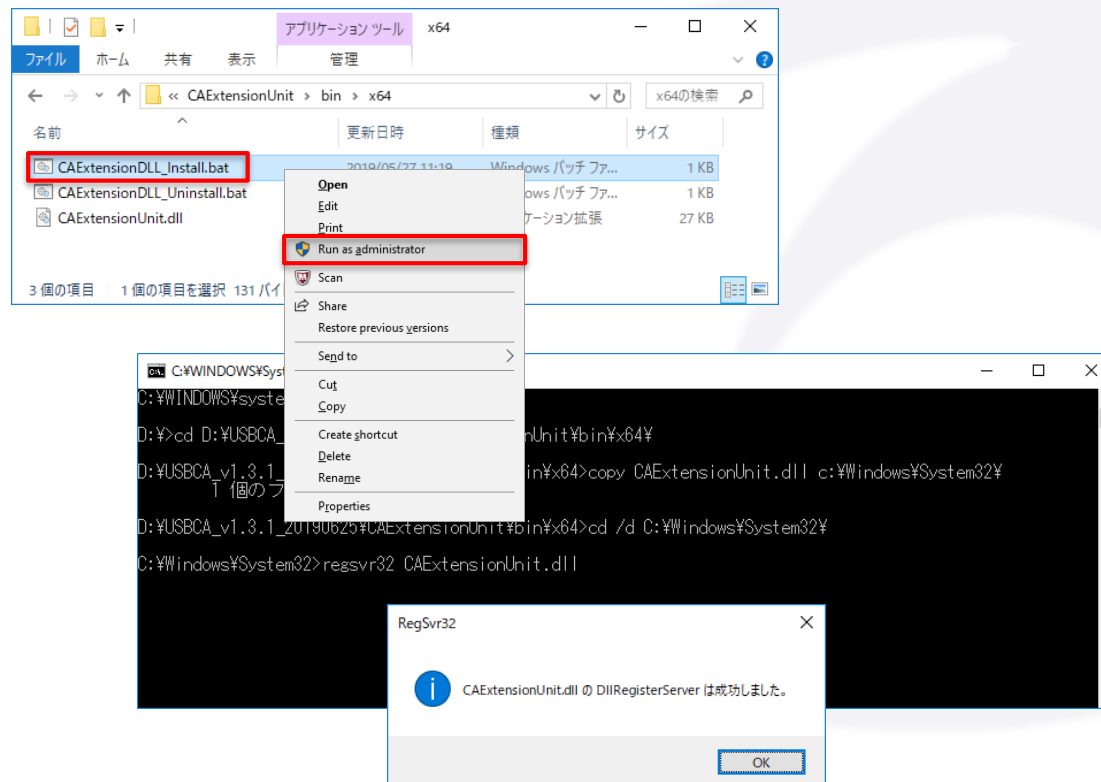 アプリケーション ツール x64
ファイル ホーム 共有 表示 管理
« CAExtensionUnit › bin › x64 x64の検索
名前 更新日時 種類 サイズ
CAExtensionDLL_Install.bat 2019/05/27 11:19 Windows バッチ ファ... 1 KB
CAExtensionDLL_Uninstall.bat ows バッチ ファ... 1 KB
CAExtensionUnit.dll ケーション拡張 27 KB
3 個の項目 1 個の項目を選択 131 バイ
Open
Edit
Print
Run as administrator
Scan
Share
Restore previous versions
Send to
Cut
Copy
Create shortcut
Delete
Rename
Properties
C:¥WINDOWS¥Syst
C:¥WINDOWS¥syste
D:¥>cd D:¥USBCA_ nUnit¥bin¥x64¥
D:¥USBCA_v1.3.1_ in¥x64>copy CAExtensionUnit.dll c:¥Windows¥System32¥
1 個のフ
D:¥USBCA_v1.3.1_20190625¥CAExtensionUnit¥bin¥x64>cd /d C:¥Windows¥System32¥
C:¥Windows¥System32>regsvr32 CAExtensionUnit.dll
RegSvr32
CAExtensionUnit.dll の DllRegisterServer は成功しました。
OK